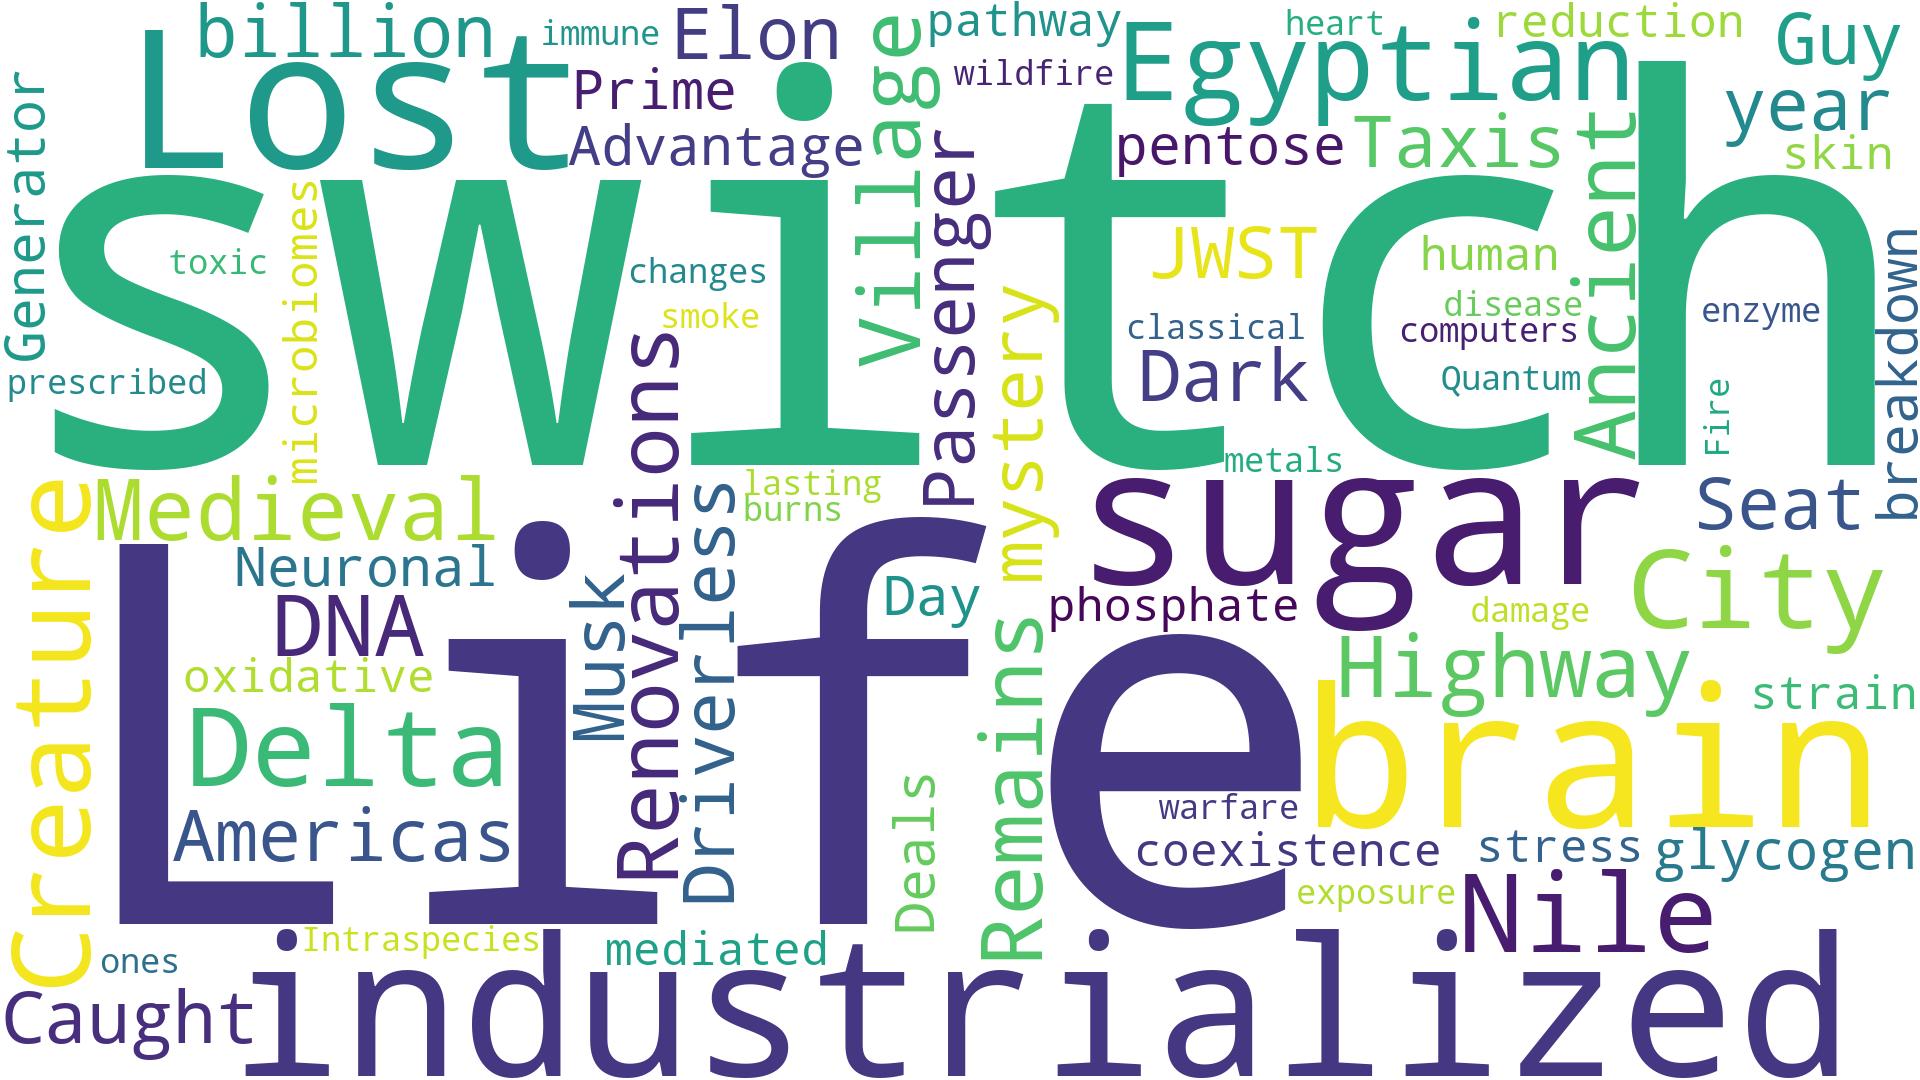 billion
immune
Elon
pathway
heart
reduction
Guy
Lost
Prime
Village
wildfire
Egyptian
year
Generator
Advantage
Passenger
pentose
Taxis
Ancient
skin
switch
toxic
microbiomes
changes
smoke
JWST
human
disease
classical
computers
enzyme
breakdown
prescribed
Renovations
mystery
Dark
Quantum
Fire
metals
Creature
Medieval
lasting
burns
sugar
Seat
Neuronal
Driverless
Musk
Day
City
DNA
phosphate
damage
oxidative
Life
Remains
Highway
strain
Delta
brain
Americas
Deals
warfare
coexistence
stress
glycogen
exposure
Nile
Intraspecies
mediated
ones
Caught
industrialized